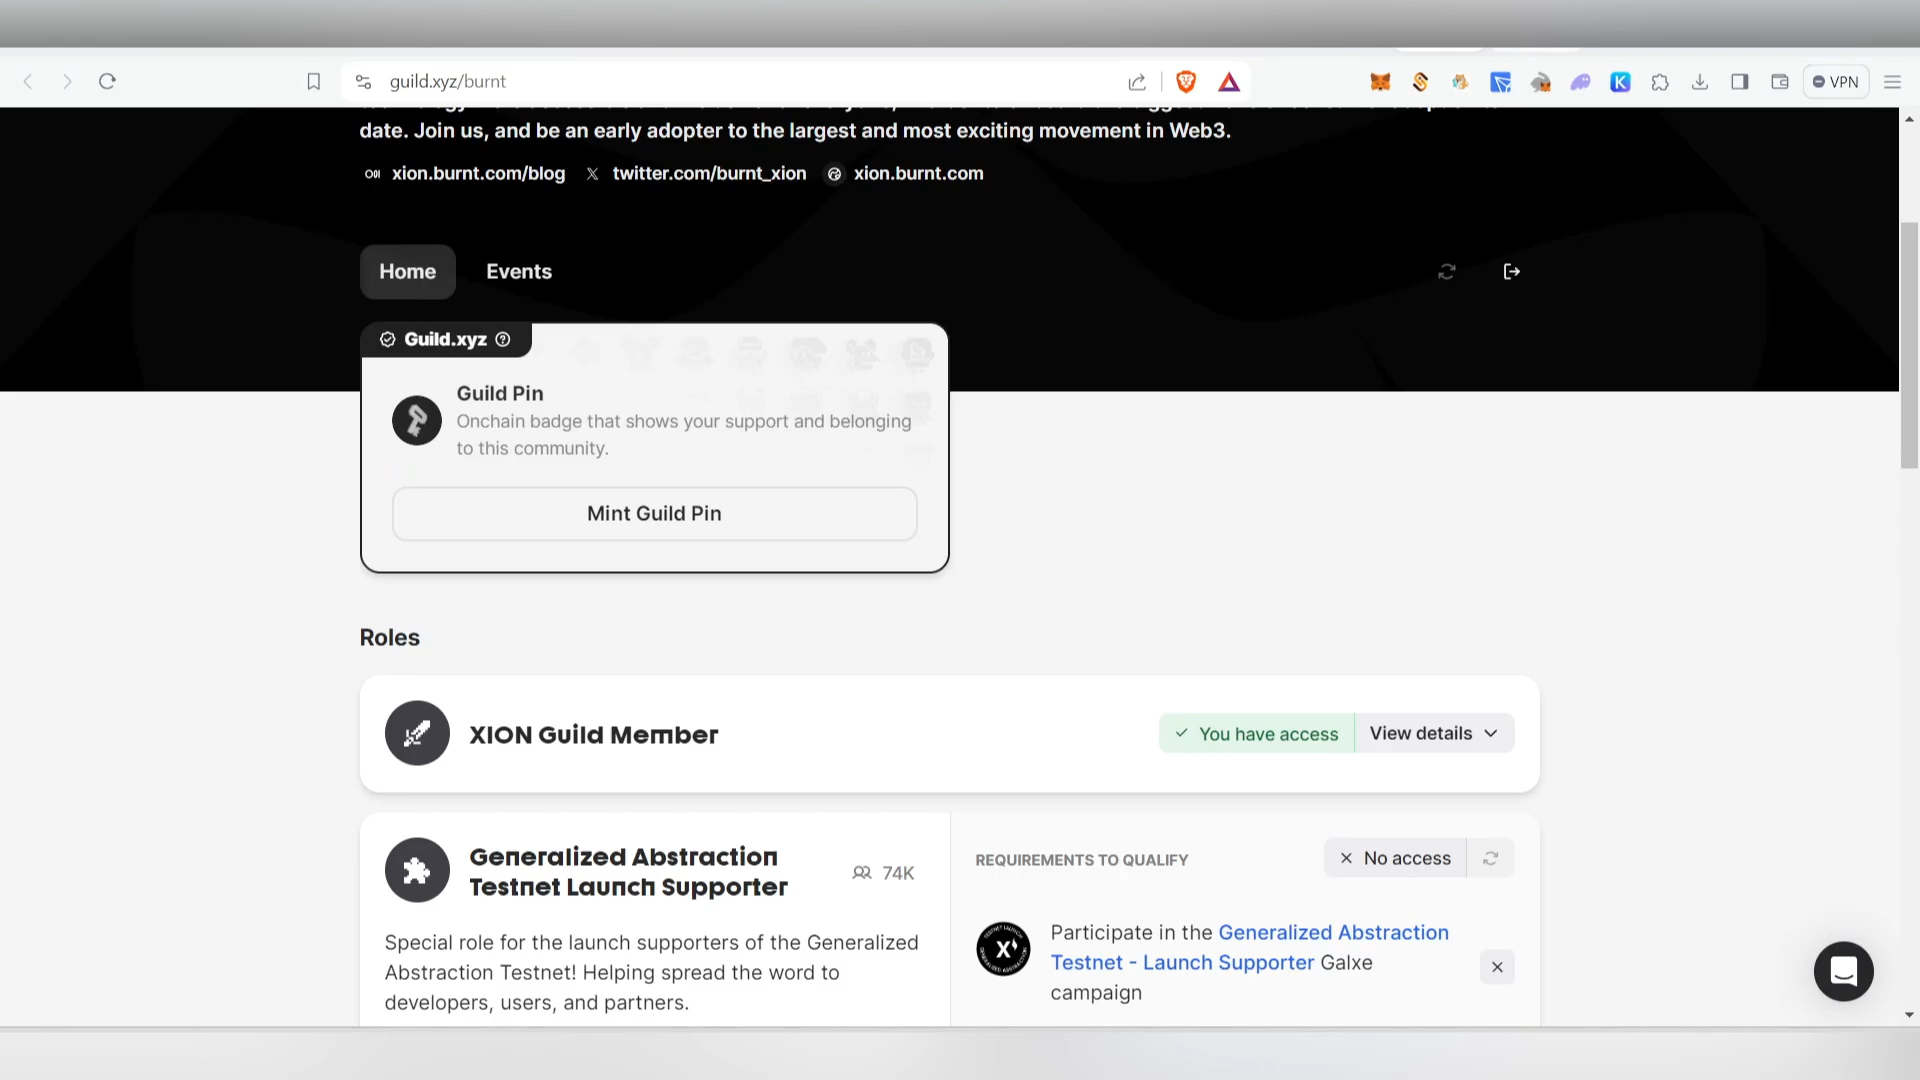 guild.xyz/burnt
VPN
date. Join us, and be an early adopter to the largest and most exciting movement in Web3.
xion.burnt.com/blog twitter.com/burnt_xion xion.burnt.com
Home Events
Guild.xyz
Guild Pin
Onchain badge that shows your support and belonging
to this community.
Mint Guild Pin
Roles
XION Guild Member
You have access View details
Generalized Abstraction
Testnet Launch Supporter
74K
Special role for the launch supporters of the Generalized
Abstraction Testnet! Helping spread the word to
developers, users, and partners.
REQUIREMENTS TO QUALIFY
No access
Participate in the Generalized Abstraction
Testnet - Launch Supporter Galxe
campaign